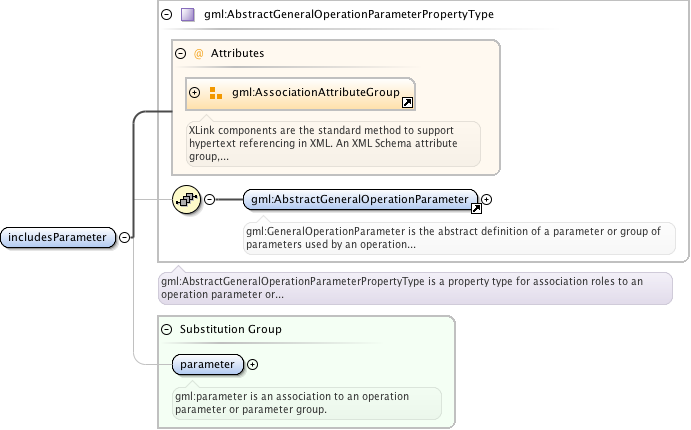 gml:AbstractGeneralOperationParameterPropertyType
@ Attributes
gml:AssociationAttributeGroup
XLink components are the standard method to support
hypertext referencing in XML. An XML Schema attribute
group,...
gml:AbstractGeneralOperationParameter
gml:GeneralOperationParameter is the abstract definition of a parameter or group of
parameters used by an operation...
includesParameter
gml:AbstractGeneralOperationParameterPropertyType is a property type for association roles to an
operation parameter or...
Substitution Group
parameter
gml:parameter is an association to an operation
parameter or parameter group.